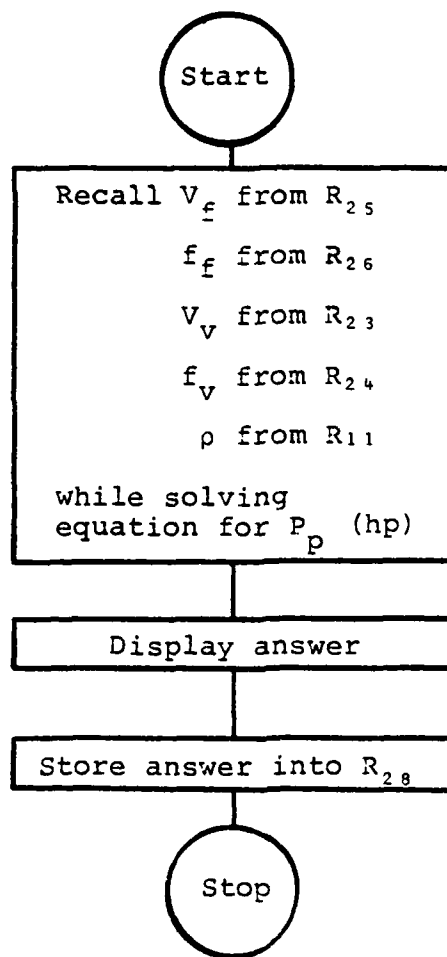 Start
Recall V_f from R_25
f_f from R_26
V_v from R_23
f_v from R_24
ρ from R_11
while solving
equation for P_p (hp)
Display answer
Store answer into R_28
Stop